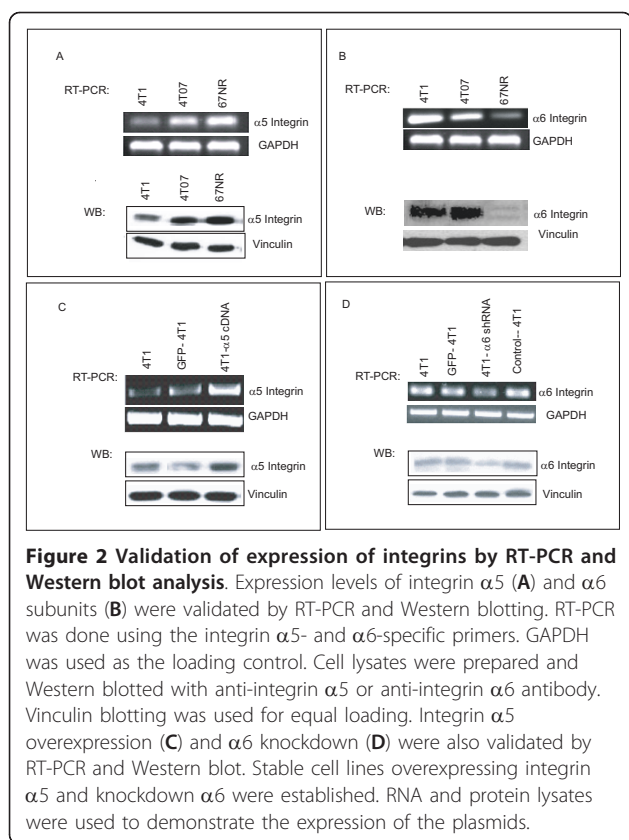 A
RT-PCR:
4T1
4T07
67NR
α5 Integrin
GAPDH
4T1
4T07
67NR
WB:
α5 Integrin
Vinculin
B
RT-PCR:
4T1
4T07
67NR
α6 Integrin
GAPDH
WB:
α6 Integrin
Vinculin
C
RT-PCR:
4T1
GFP- 4T1
4T1-α5 cDNA
α5 Integrin
GAPDH
WB:
α5 Integrin
Vinculin
D
RT-PCR:
4T1
GFP- 4T1
4T1- α6 shRNA
Control-- 4T1
α6 Integrin
GAPDH
WB:
α6 Integrin
Vinculin
Figure 2 Validation of expression of integrins by RT-PCR and
Western blot analysis. Expression levels of integrin α5 (A) and α6
subunits (B) were validated by RT-PCR and Western blotting. RT-PCR
was done using the integrin α5- and α6-specific primers. GAPDH
was used as the loading control. Cell lysates were prepared and
Western blotted with anti-integrin α5 or anti-integrin α6 antibody.
Vinculin blotting was used for equal loading. Integrin α5
overexpression (C) and α6 knockdown (D) were also validated by
RT-PCR and Western blot. Stable cell lines overexpressing integrin
α5 and knockdown α6 were established. RNA and protein lysates
were used to demonstrate the expression of the plasmids.